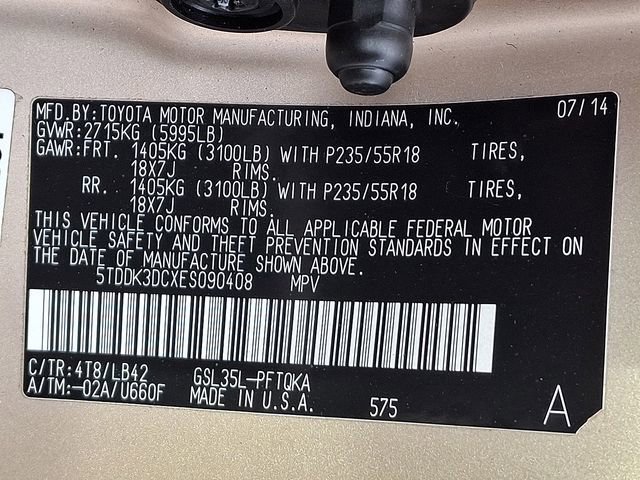 MFD.BY:TOYOTA MOTOR MANUFACTURING, INDIANA, INC. 07/14
GVWR:2715KG (5995LB)
GAWR:FRT. 1405KG (3100LB) WITH P235/55R18 TIRES,
18X7J RIMS.
RR. 1405KG (3100LB) WITH P235/55R18 TIRES,
18X7J RIMS.
THIS VEHICLE CONFORMS TO ALL APPLICABLE FEDERAL MOTOR
VEHICLE SAFETY AND THEFT PREVENTION STANDARDS IN EFFECT ON
THE DATE OF MANUFACTURE SHOWN ABOVE.
5TDDK3DCXES090408 MPV
C/TR:4T8/LB42 GSL35L-PFTQKA
A/TM:-02A/U660F MADE IN U.S.A. 575 A